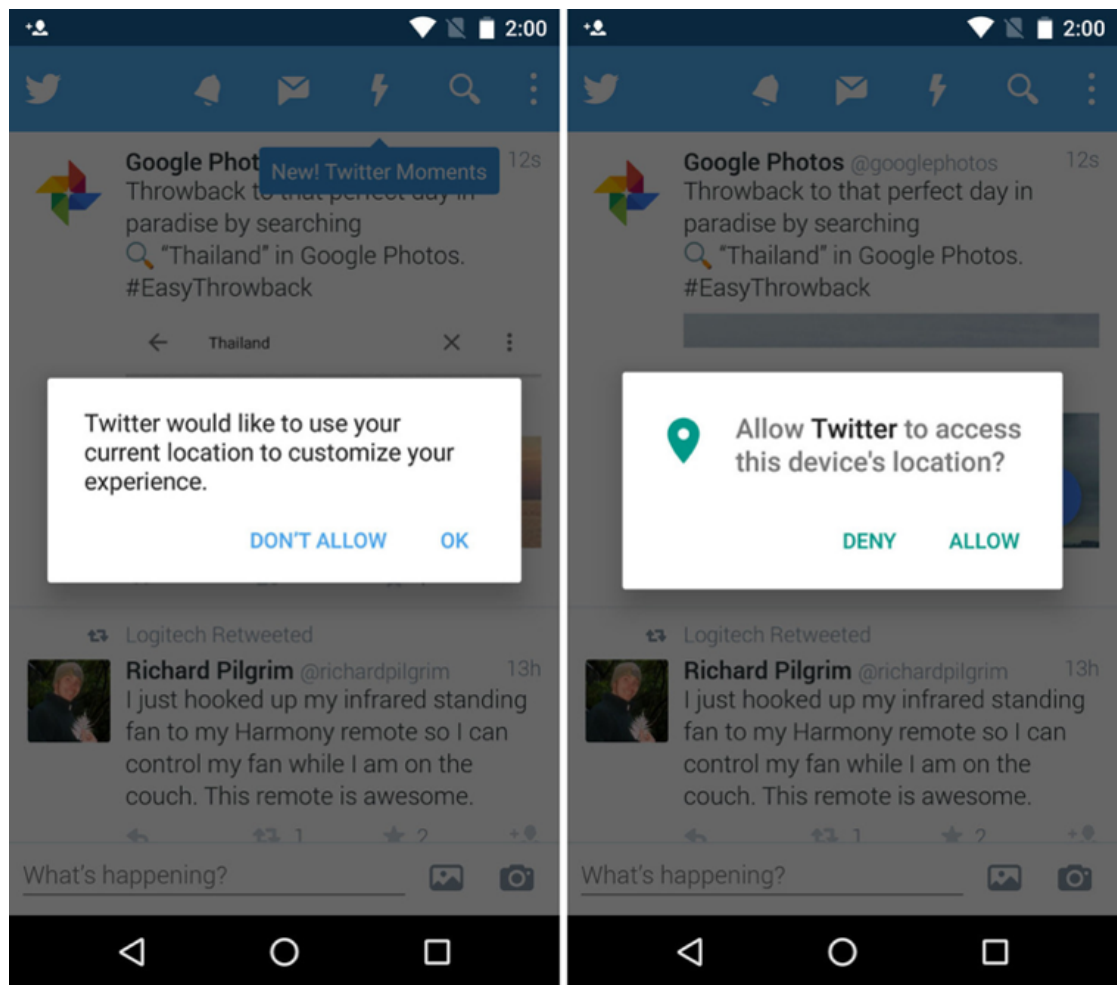 2:00
Google Phot
12s
New! Twitter Moments
Throwback to that perfect day in
paradise by searching
"Thailand" in Google Photos.
#EasyThrowback
Thailand
Twitter would like to use your
current location to customize your
experience.
DON'T ALLOW OK
Logitech Retweeted
Richard Pilgrim @richardpilgrim 13h
I just hooked up my infrared standing
fan to my Harmony remote so I can
control my fan while I am on the
couch. This remote is awesome.
1 2
What's happening?
2:00
Google Photos @googlephotos 12s
Throwback to that perfect day in
paradise by searching
"Thailand" in Google Photos.
#EasyThrowback
Allow Twitter to access
this device's location?
DENY ALLOW
Logitech Retweeted
Richard Pilgrim @richardpilgrim 13h
I just hooked up my infrared standing
fan to my Harmony remote so I can
control my fan while I am on the
couch. This remote is awesome.
1 2
What's happening?